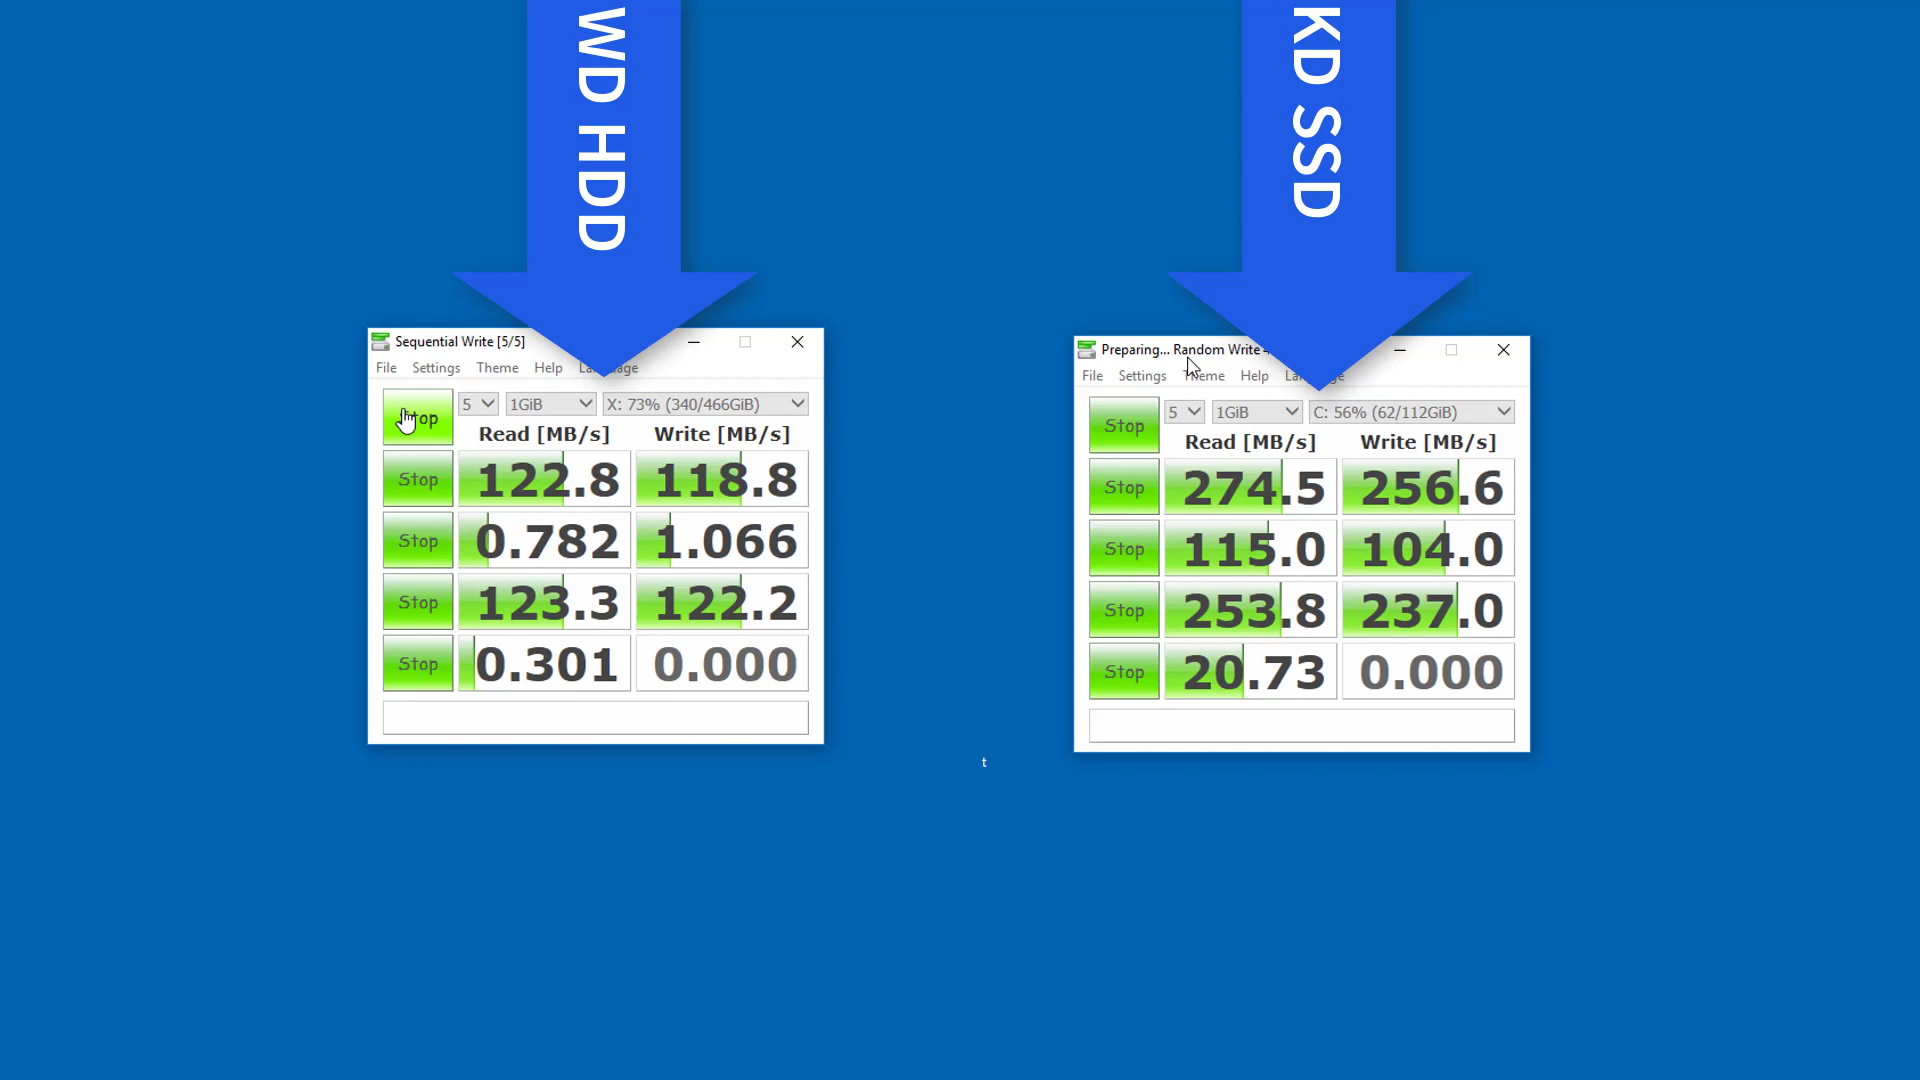 WD HDD
KD SSD
Sequential Write [5/5]
File Settings Theme Help
5 1GiB X: 73% (340/466GiB)
Read [MB/s] Write [MB/s]
Stop 122.8 118.8
Stop 0.782 1.066
Stop 123.3 122.2
Stop 0.301 0.000
Preparing... Random Write
File Settings Help
Stop 5 1GiB C: 56% (62/112GiB)
Read [MB/s] Write [MB/s]
Stop 274.5 256.6
Stop 115.0 104.0
Stop 253.8 237.0
Stop 20.73 0.000
t